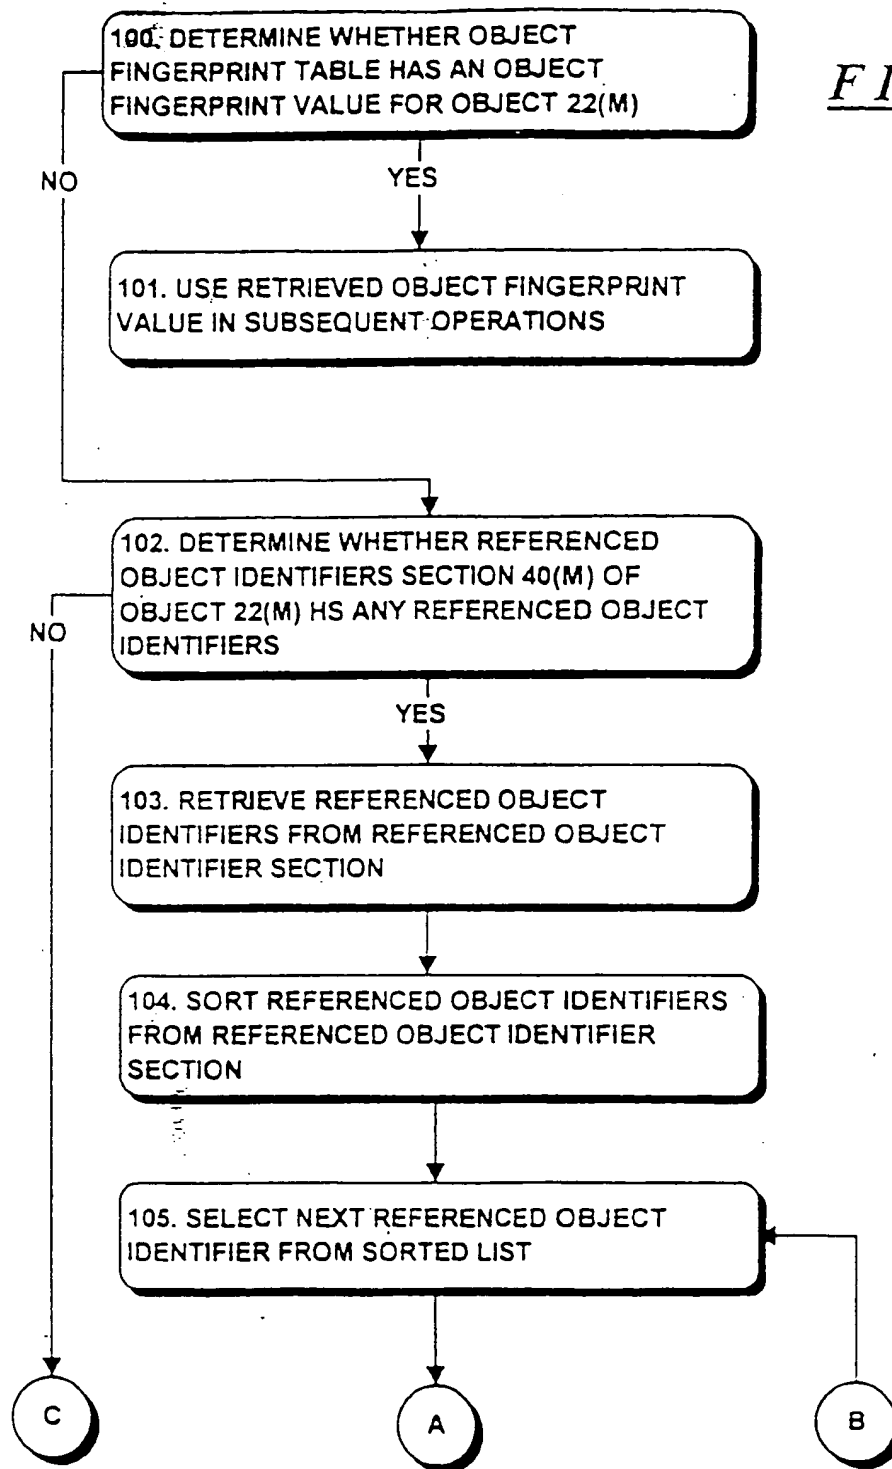 100. DETERMINE WHETHER OBJECT
FINGERPRINT TABLE HAS AN OBJECT
FINGERPRINT VALUE FOR OBJECT 22(M)
F I
NO
YES
101. USE RETRIEVED OBJECT FINGERPRINT
VALUE IN SUBSEQUENT OPERATIONS
102. DETERMINE WHETHER REFERENCED
OBJECT IDENTIFIERS SECTION 40(M) OF
OBJECT 22(M) HS ANY REFERENCED OBJECT
IDENTIFIERS
NO
YES
103. RETRIEVE REFERENCED OBJECT
IDENTIFIERS FROM REFERENCED OBJECT
IDENTIFIER SECTION
104. SORT REFERENCED OBJECT IDENTIFIERS
FROM REFERENCED OBJECT IDENTIFIER
SECTION
105. SELECT NEXT REFERENCED OBJECT
IDENTIFIER FROM SORTED LIST
C
A
B